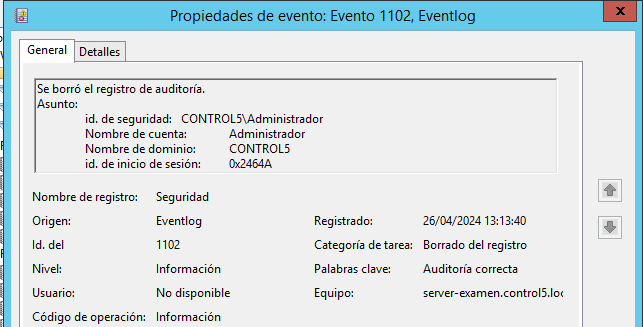 Propiedades de evento: Evento 1102, Eventlog
x
General Detalles
Se borró el registro de auditoría.
Asunto:
id. de seguridad: CONTROL5\Administrador
Nombre de cuenta: Administrador
Nombre de dominio: CONTROL5
id. de inicio de sesión: 0x2464A
Nombre de registro: Seguridad
Origen: Eventlog Registrado: 26/04/2024 13:13:40
Id. del 1102 Categoría de tarea: Borrado del registro
Nivel: Información Palabras clave: Auditoría correcta
Usuario: No disponible Equipo: server-examen.control5.loc
Código de operación: Información